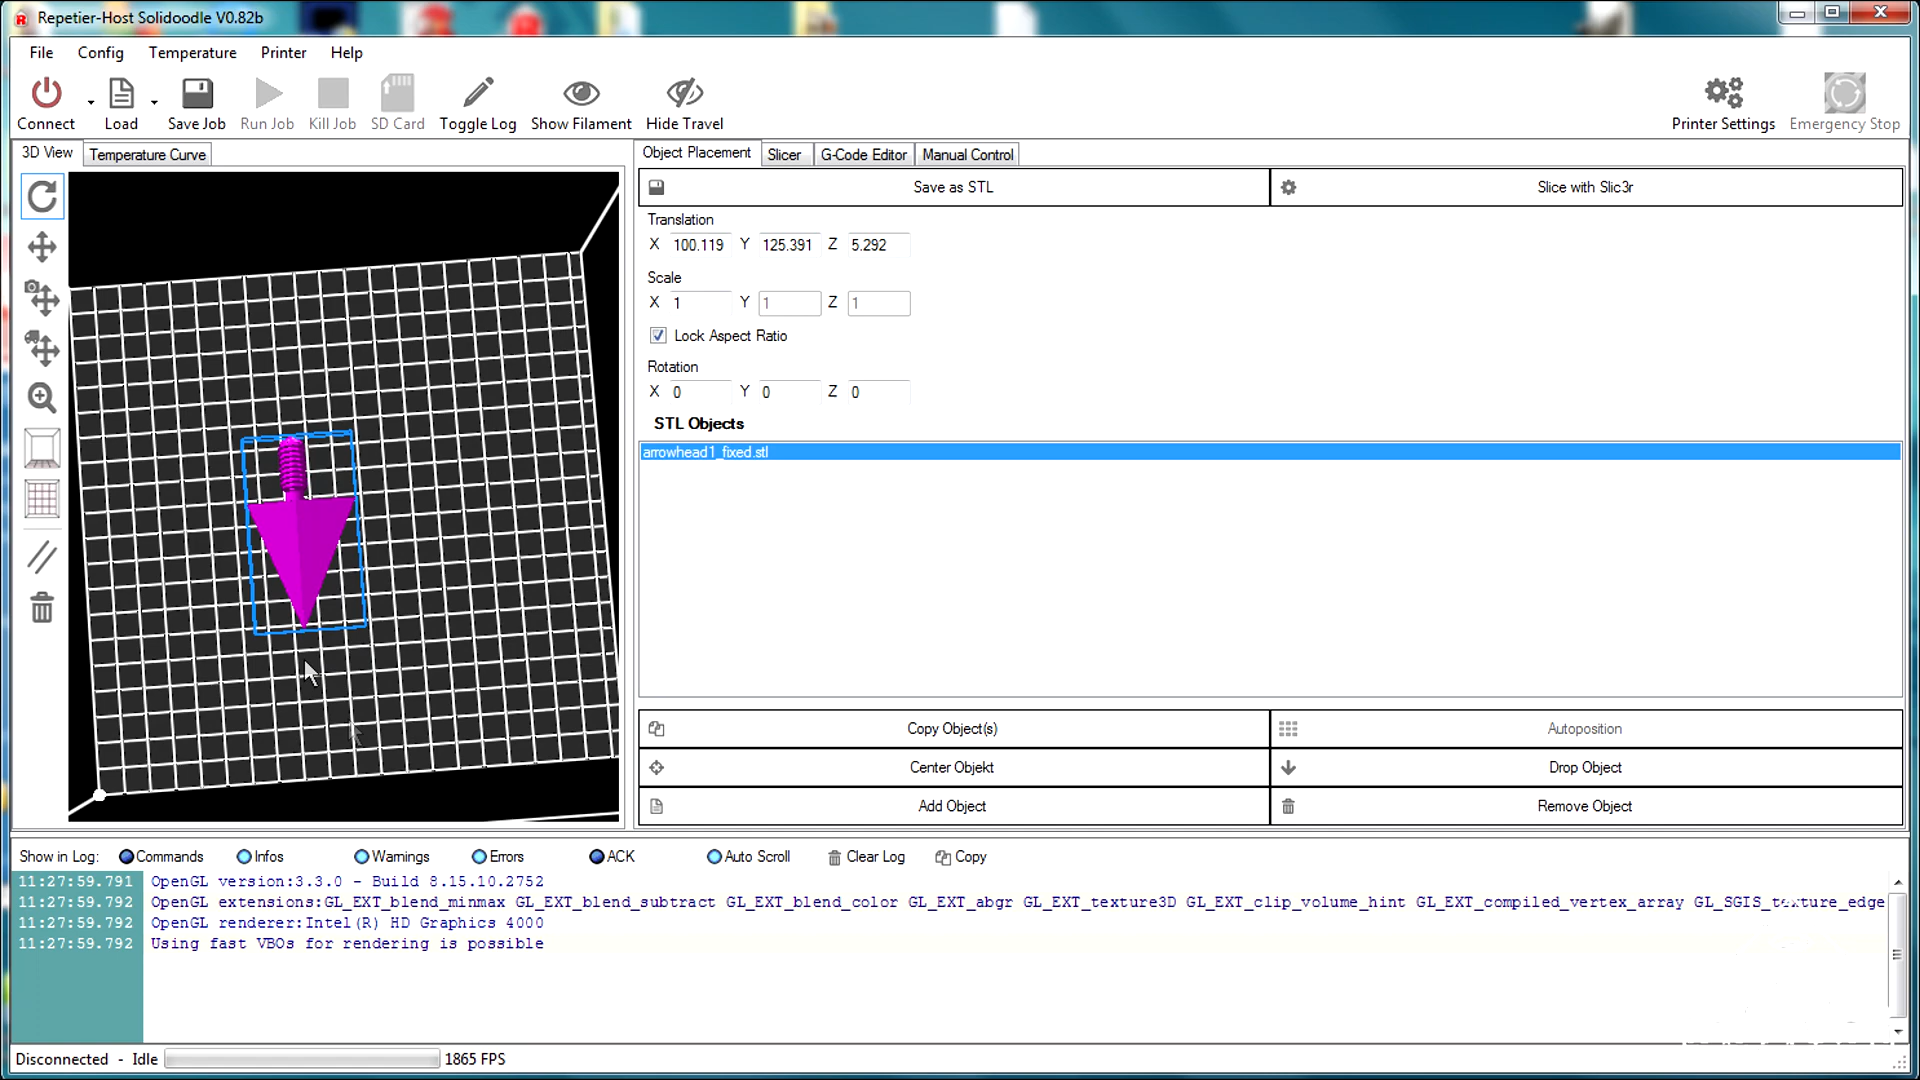 Repetier-Host Solidoodle V0.82b
File Config Temperature Printer Help
Connect Load Save Job Run Job Kill Job SD Card Toggle Log Show Filament Hide Travel Printer Settings Emergency Stop
3D View Temperature Curve
Object Placement Slicer G-Code Editor Manual Control
Save as STL Slice with Slic3r
Translation
X 100.119 Y 125.391 Z 5.292
Scale
X 1 Y 1 Z 1
Lock Aspect Ratio
Rotation
X 0 Y 0 Z 0
STL Objects
arrowhead1_fixed.stl
Copy Object(s) Autoposition
Center Objekt Drop Object
Add Object Remove Object
Show in Log: Commands Infos Warnings Errors ACK Auto Scroll Clear Log Copy
11:27:59.791 OpenGL version:3.3.0 - Build 8.15.10.2752
11:27:59.792 OpenGL extensions:GL_EXT_blend_minmax GL_EXT_blend_subtract GL_EXT_blend_color GL_EXT_abgr GL_EXT_texture3D GL_EXT_clip_volume_hint GL_EXT_compiled_vertex_array GL_SGIS_texture_edge
11:27:59.792 OpenGL renderer:Intel(R) HD Graphics 4000
11:27:59.792 Using fast VBOs for rendering is possible
Disconnected - Idle 1865 FPS